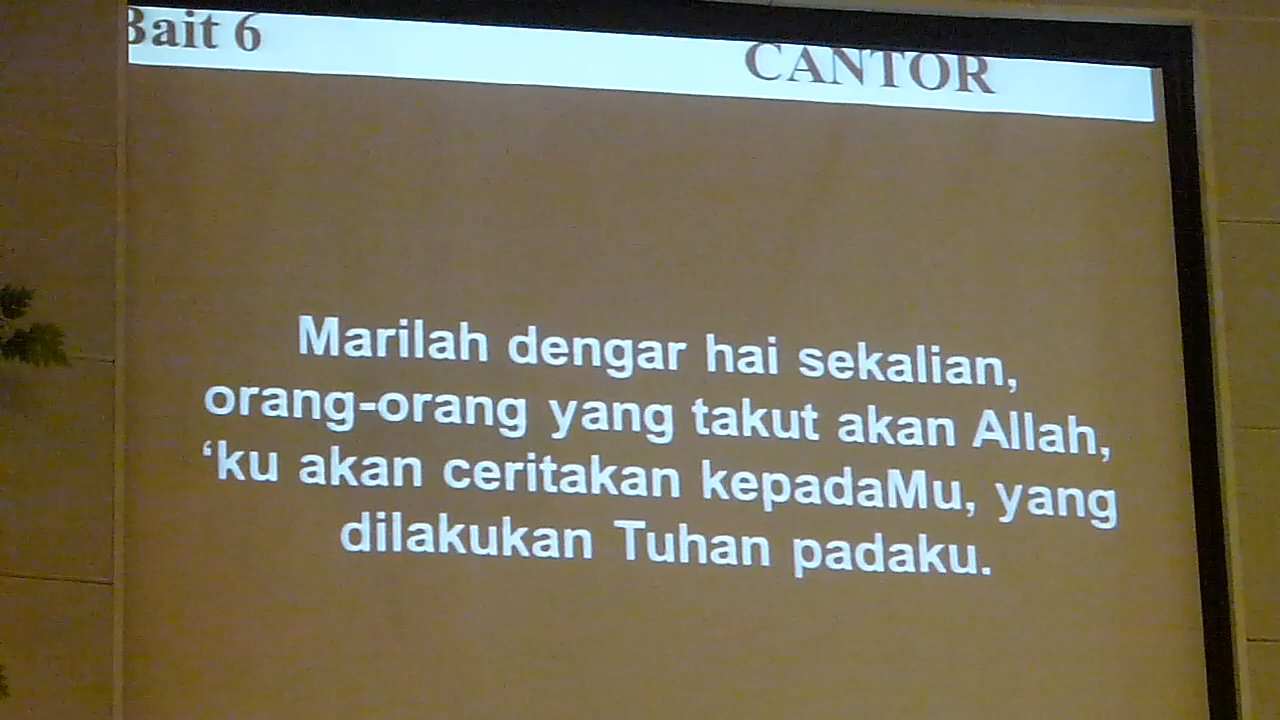 Bait 6
CANTOR
Marilah dengar hai sekalian,
orang-orang yang takut akan Allah,
‘ku akan ceritakan kepadaMu, yang
dilakukan Tuhan padaku.